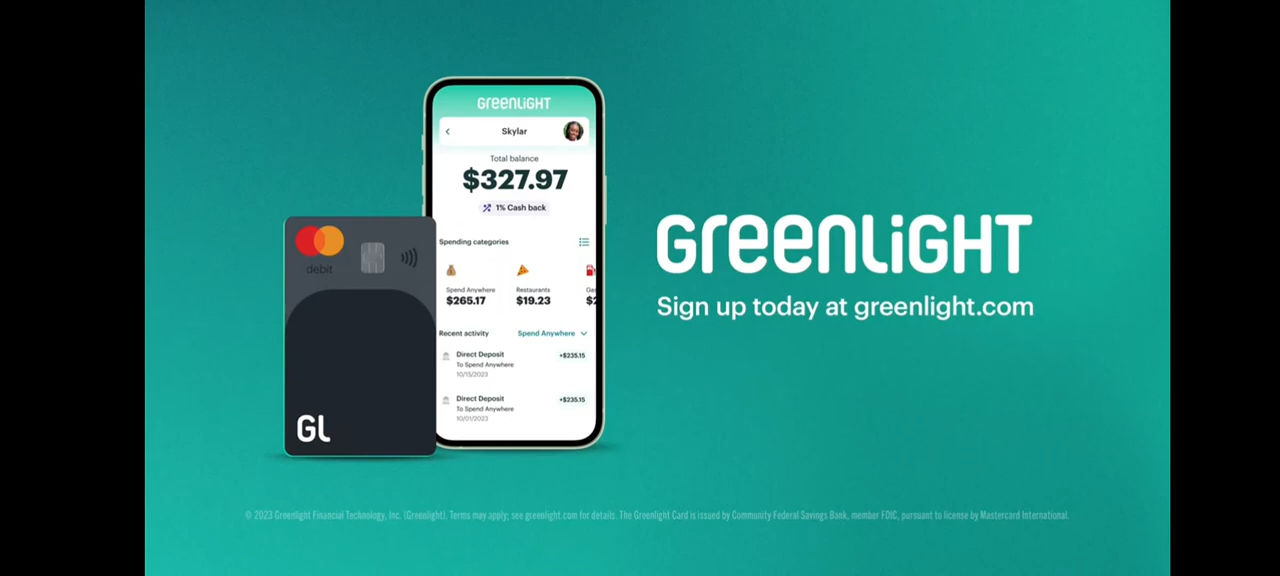 GREENLIGHT
Skylar
Total balance
$327.97
1% Cash back
Spending categories
Spend Anywhere
$265.17
Restaurants
$19.23
Recent activity
Spend Anywhere
Direct Deposit
+$235.15
To Spend Anywhere
10/15/2023
Direct Deposit
+$235.15
To Spend Anywhere
10/01/2023
debit
GL
GREENLIGHT
Sign up today at greenlight.com
© 2023 Greenlight Financial Technology, Inc. (Greenlight). Terms may apply; see greenlight.com for details. The Greenlight Card is issued by Community Federal Savings Bank, member FDIC, pursuant to license by Mastercard International.